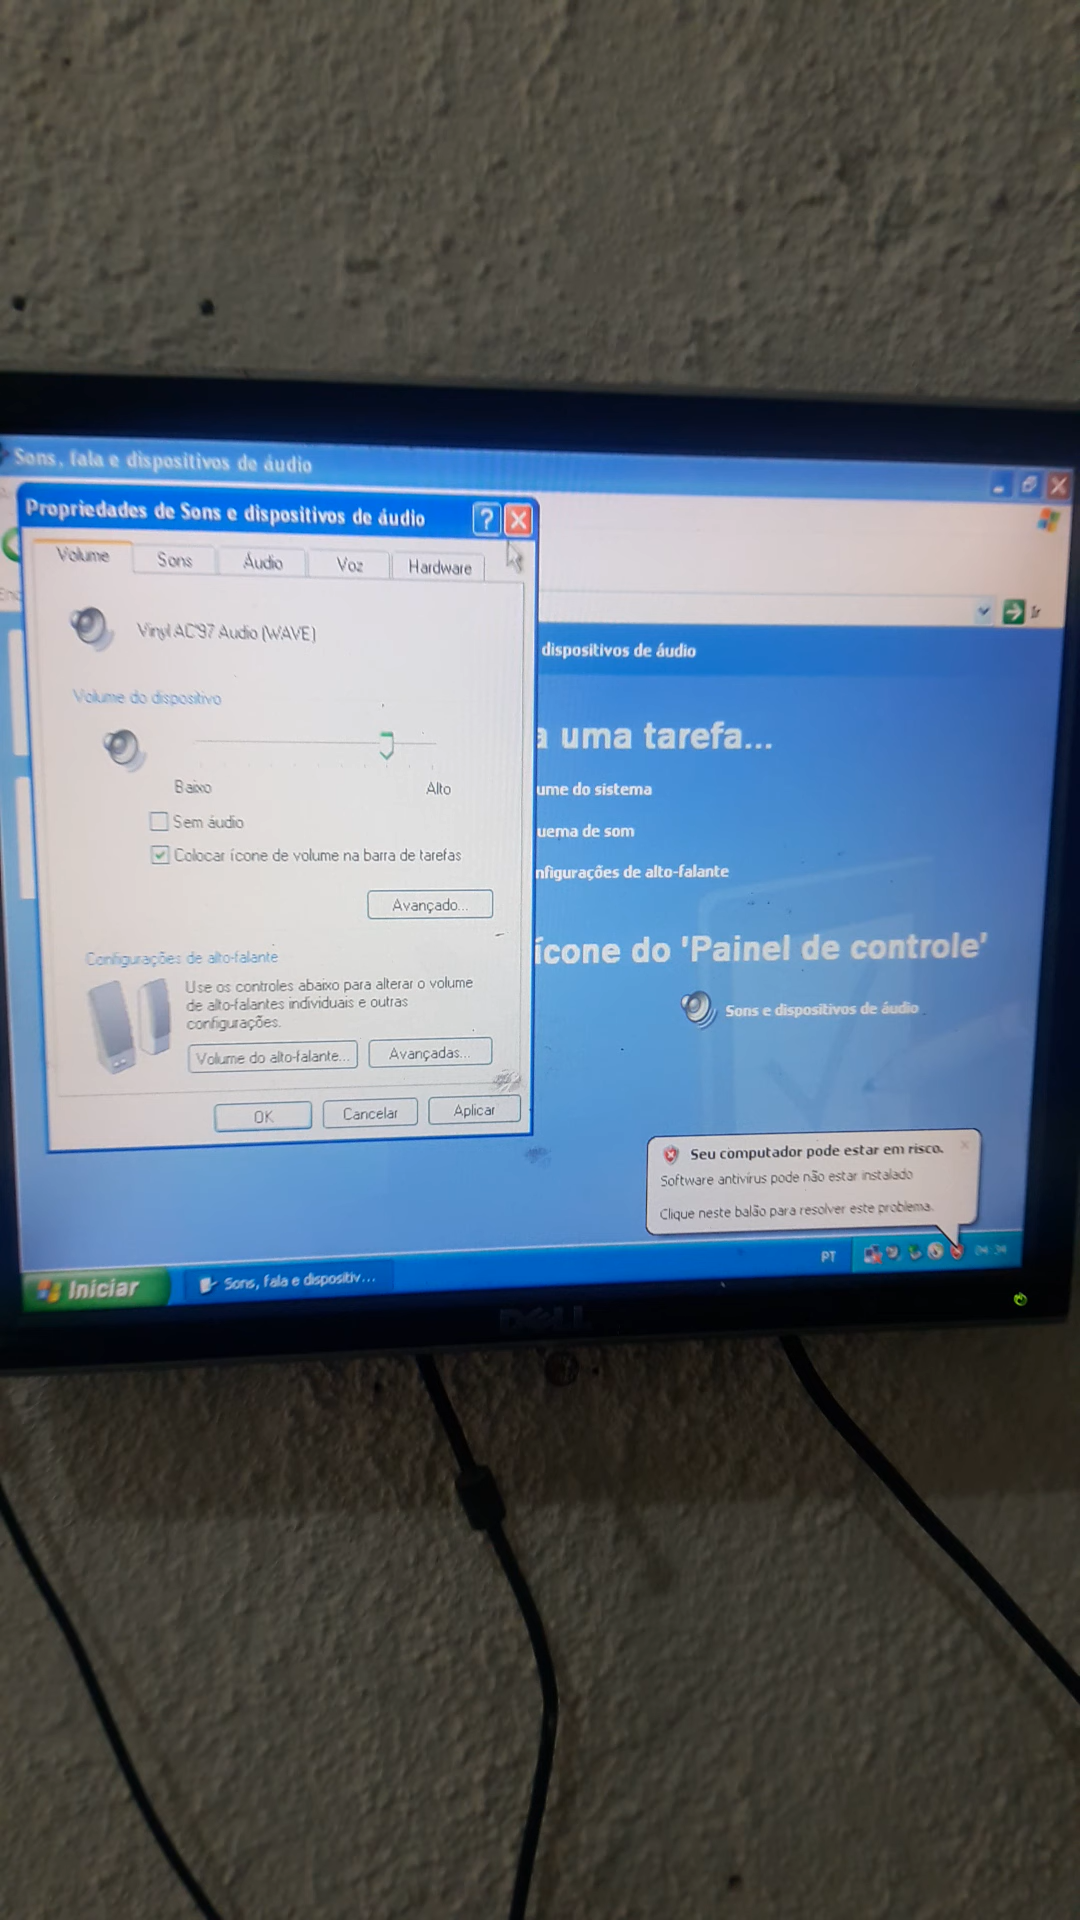 Sons, fala e dispositivos de áudio
Propriedades de Sons e dispositivos de áudio
Volume
Sons
Áudio
Voz
Hardware
Vinyl AC'97 Audio (WAVE)
Volume do dispositivo
Baixo
Alto
Sem áudio
Colocar ícone de volume na barra de tarefas
Avançado...
Configurações de alto-falante
Use os controles abaixo para alterar o volume
de alto-falantes individuais e outras
configurações.
Volume do alto-falante...
Avançadas...
OK
Cancelar
Aplicar
Ir
dispositivos de áudio
a uma tarefa...
ume do sistema
uema de som
nfigurações de alto-falante
ícone do 'Painel de controle'
Sons e dispositivos de áudio
Seu computador pode estar em risco.
Software antivírus pode não estar instalado
Clique neste balão para resolver este problema.
Iniciar
Sons, fala e dispositiv...
PT
04:34
DELL